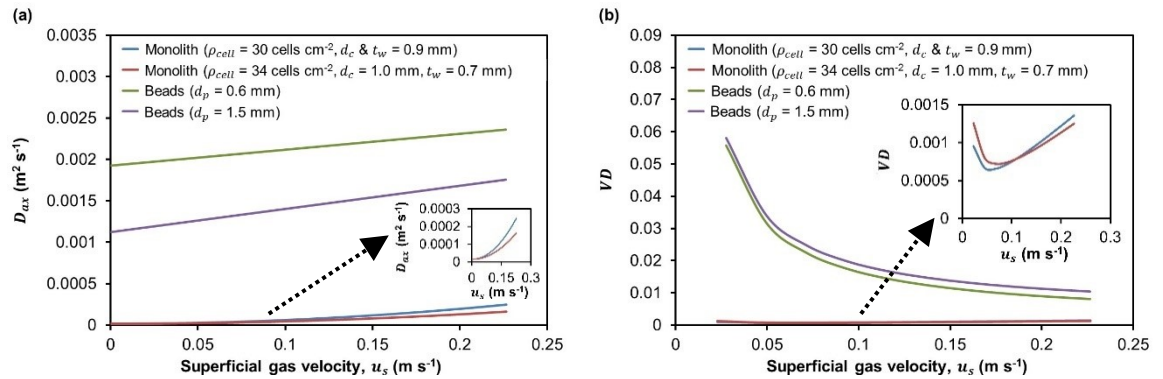 (a)
0.0035
0.003
0.0025
0.002
0.0015
0.001
0.0005
0
D_ax (m² s⁻¹)
Monolith (ρ_cell = 30 cells cm⁻², d_c & t_w = 0.9 mm)
Monolith (ρ_cell = 34 cells cm⁻², d_c = 1.0 mm, t_w = 0.7 mm)
Beads (d_p = 0.6 mm)
Beads (d_p = 1.5 mm)
0.0003
0.0002
0.0001
0.0000
D_ax (m² s⁻¹)
0 0.15 0.3
u_s (m s⁻¹)
0 0.05 0.1 0.15 0.2 0.25
Superficial gas velocity, u_s (m s⁻¹)
(b)
0.09
0.08
0.07
0.06
0.05
0.04
0.03
0.02
0.01
0
VD
Monolith (ρ_cell = 30 cells cm⁻², d_c & t_w = 0.9 mm)
Monolith (ρ_cell = 34 cells cm⁻², d_c = 1.0 mm, t_w = 0.7 mm)
Beads (d_p = 0.6 mm)
Beads (d_p = 1.5 mm)
0.0015
0.001
0.0005
0
VD
0 0.1 0.2 0.3
u_s (m s⁻¹)
0 0.05 0.1 0.15 0.2 0.25
Superficial gas velocity, u_s (m s⁻¹)